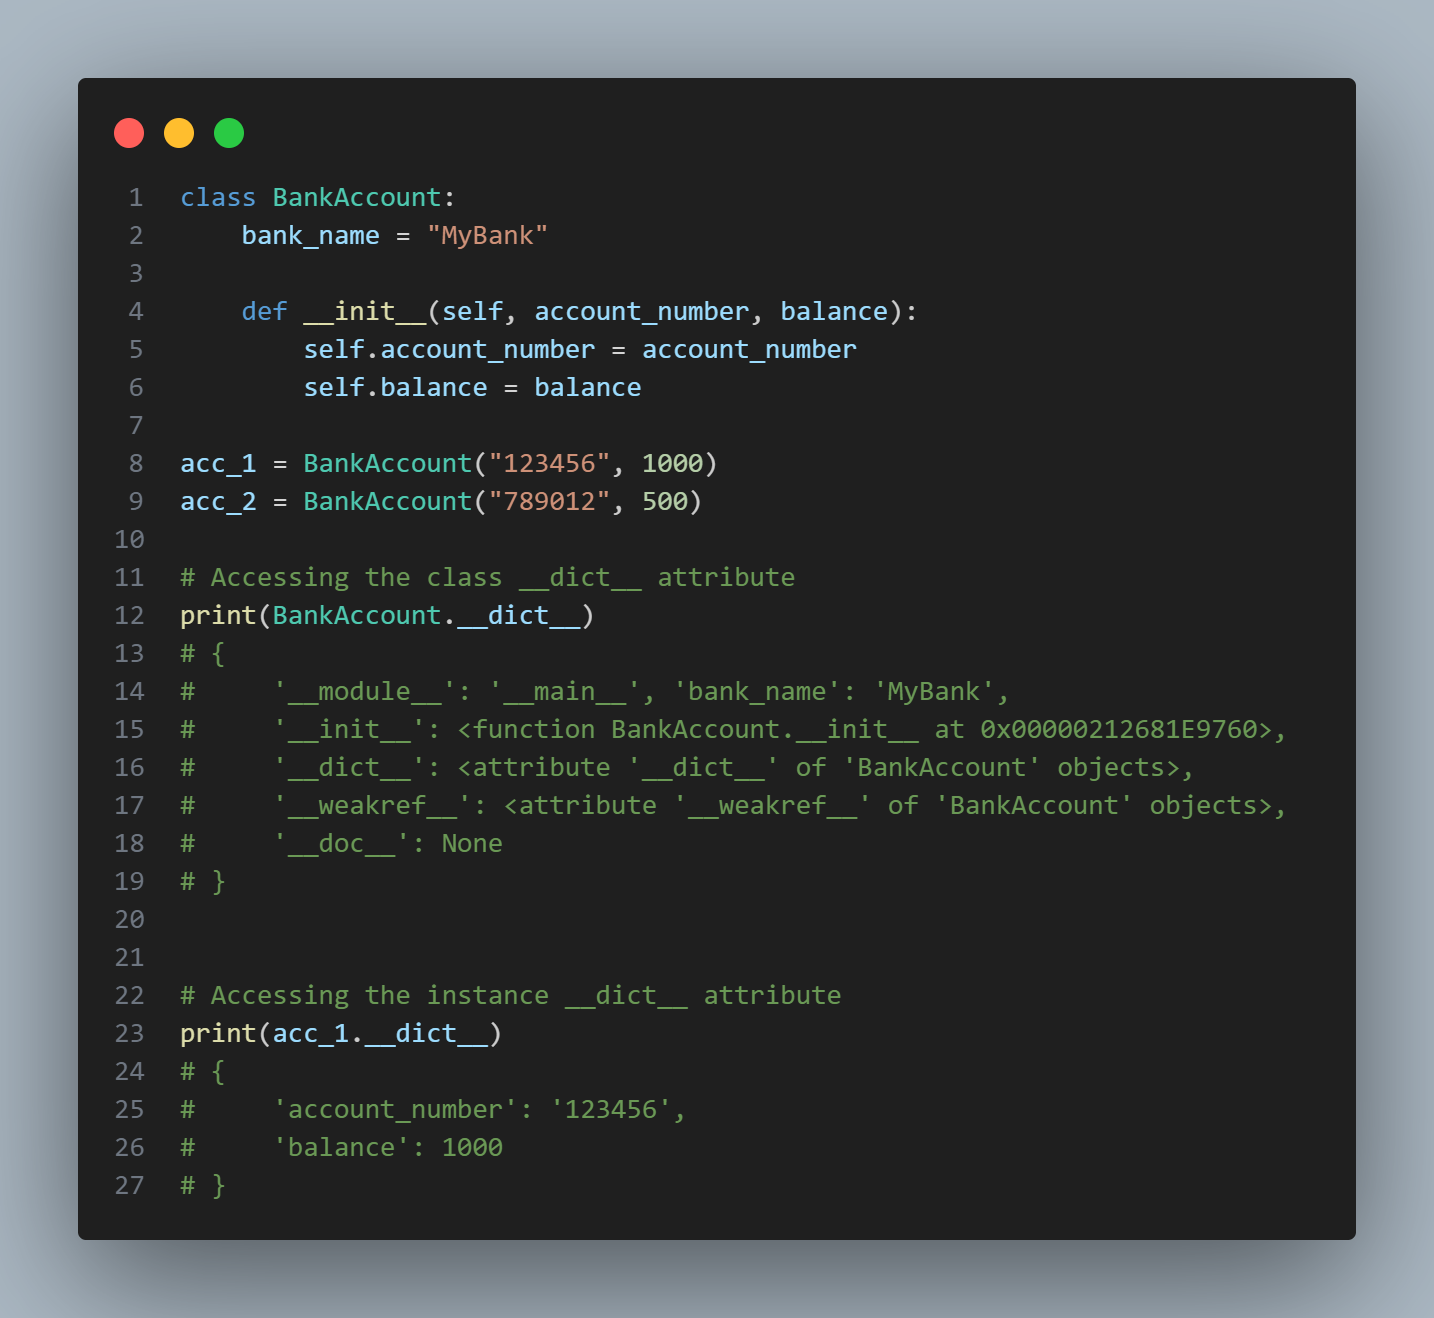 1 class BankAccount:
2     bank_name = "MyBank"
3
4     def __init__(self, account_number, balance):
5         self.account_number = account_number
6         self.balance = balance
7
8 acc_1 = BankAccount("123456", 1000)
9 acc_2 = BankAccount("789012", 500)
10
11 # Accessing the class __dict__ attribute
12 print(BankAccount.__dict__)
13 # {
14 #     '__module__': '__main__', 'bank_name': 'MyBank',
15 #     '__init__': <function BankAccount.__init__ at 0x00000212681E9760>,
16 #     '__dict__': <attribute '__dict__' of 'BankAccount' objects>,
17 #     '__weakref__': <attribute '__weakref__' of 'BankAccount' objects>,
18 #     '__doc__': None
19 # }
20
21
22 # Accessing the instance __dict__ attribute
23 print(acc_1.__dict__)
24 # {
25 #     'account_number': '123456',
26 #     'balance': 1000
27 # }